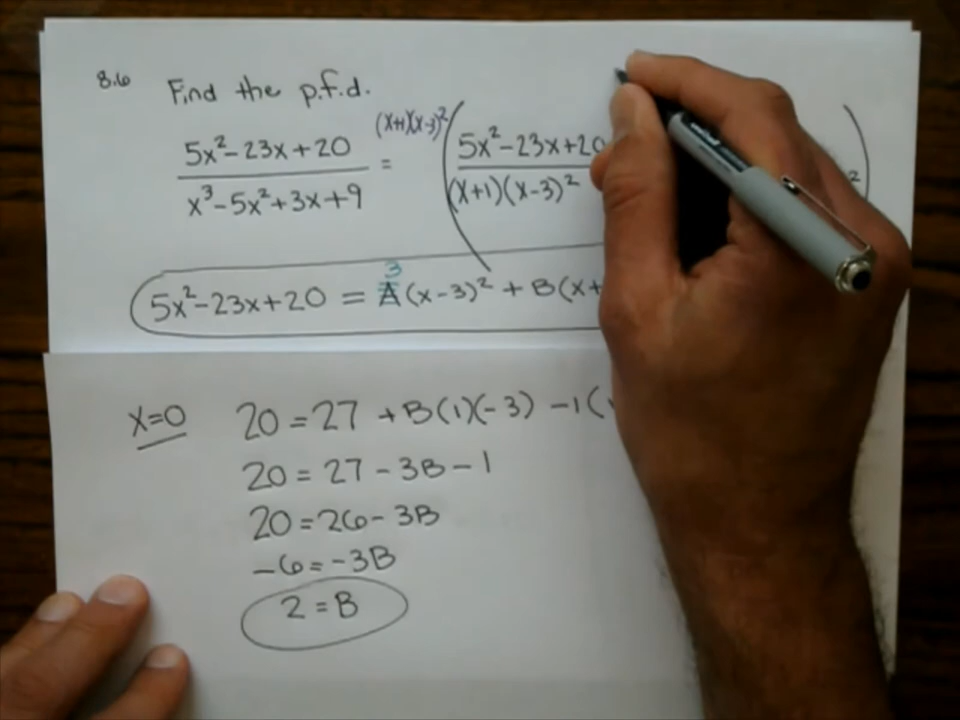 8.6 Find the p.f.d.
5x²-23x+20 / x³-5x²+3x+9 = (x+1)(x-3)² ( 5x²-23x+20 / (x+1)(x-3)² ² )
3
5x²-23x+20 = A(x-3)² + B(x+
x=0 20 = 27 + B(1)(-3) -1(
20 = 27 - 3B - 1
20 = 26 - 3B
-6 = -3B
2 = B